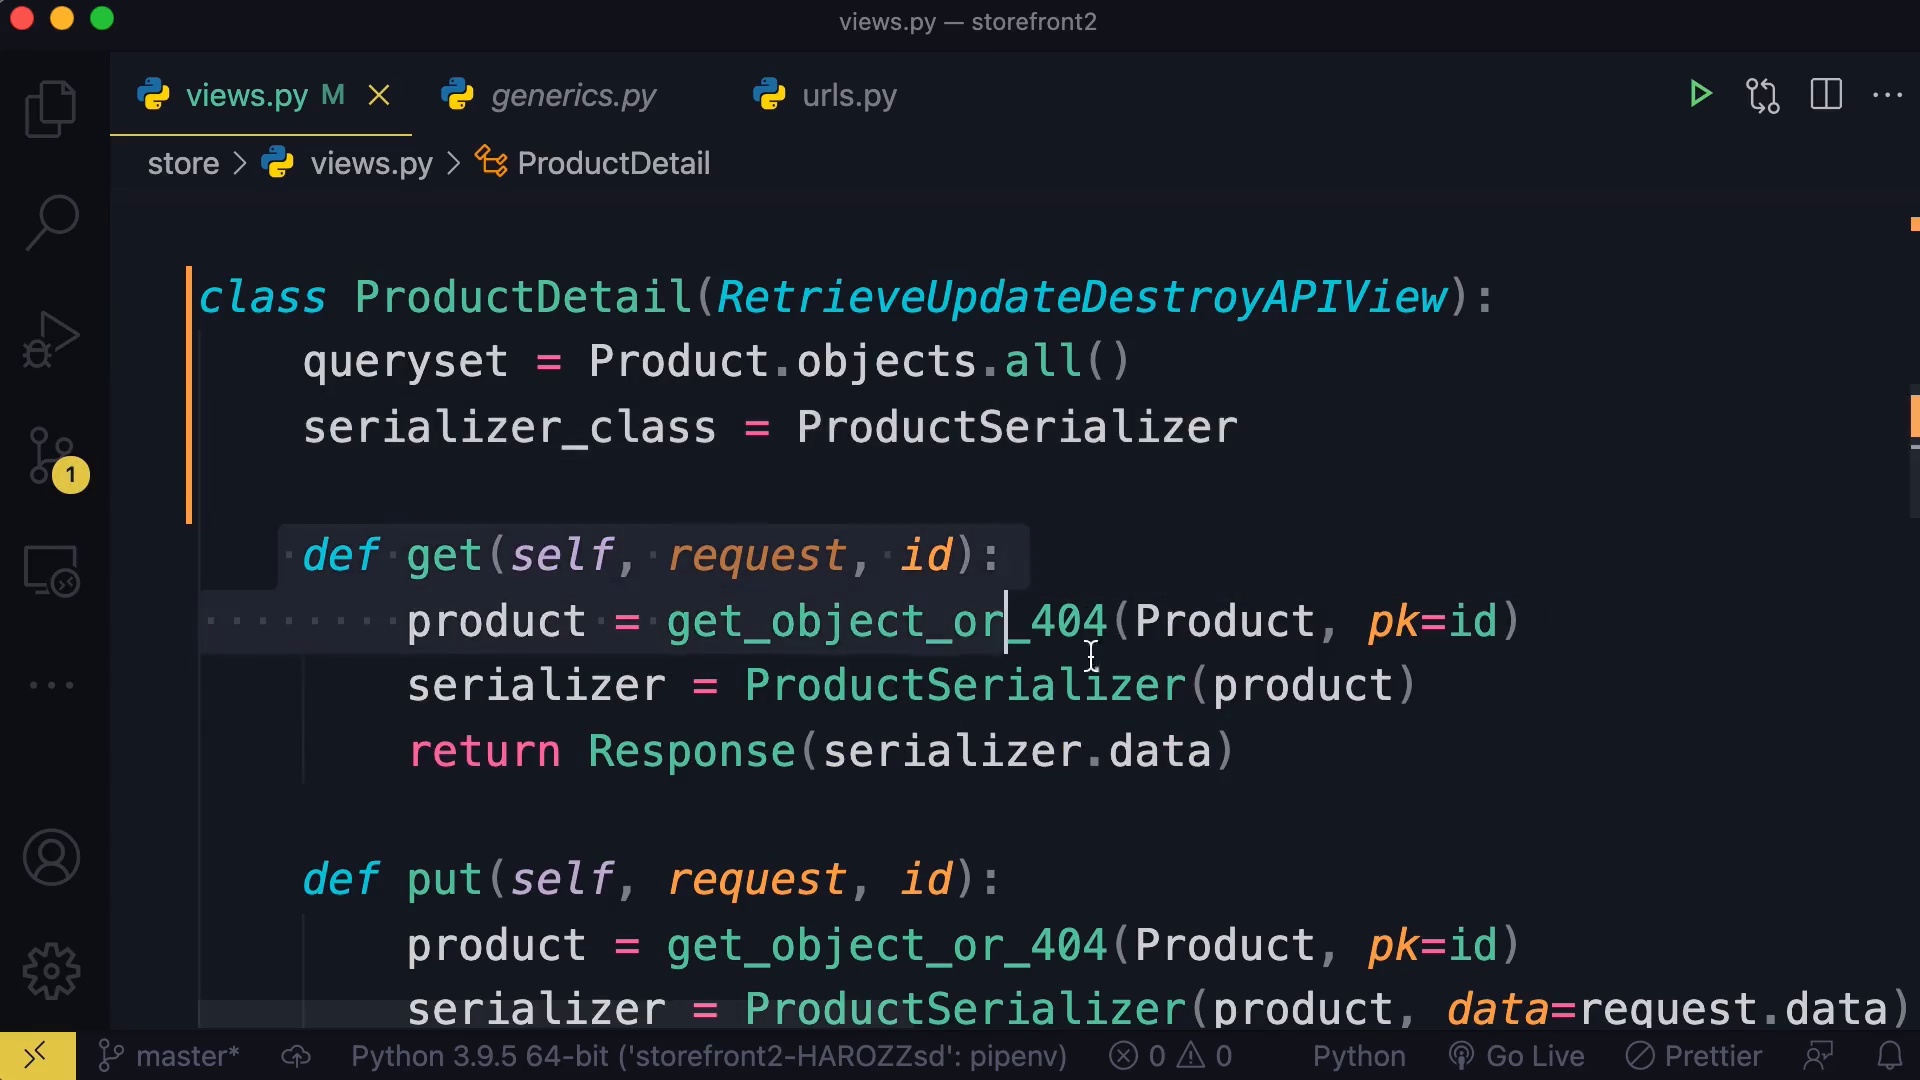 views.py — storefront2
views.py M
generics.py
urls.py
store > views.py > ProductDetail
class ProductDetail(RetrieveUpdateDestroyAPIView):
    queryset = Product.objects.all()
    serializer_class = ProductSerializer
    def get(self, request, id):
        product = get_object_or_404(Product, pk=id)
        serializer = ProductSerializer(product)
        return Response(serializer.data)
    def put(self, request, id):
        product = get_object_or_404(Product, pk=id)
        serializer = ProductSerializer(product, data=request.data)
1
master* Python 3.9.5 64-bit ('storefront2-HAROZZsd': pipenv) 0 0 Python Go Live Prettier